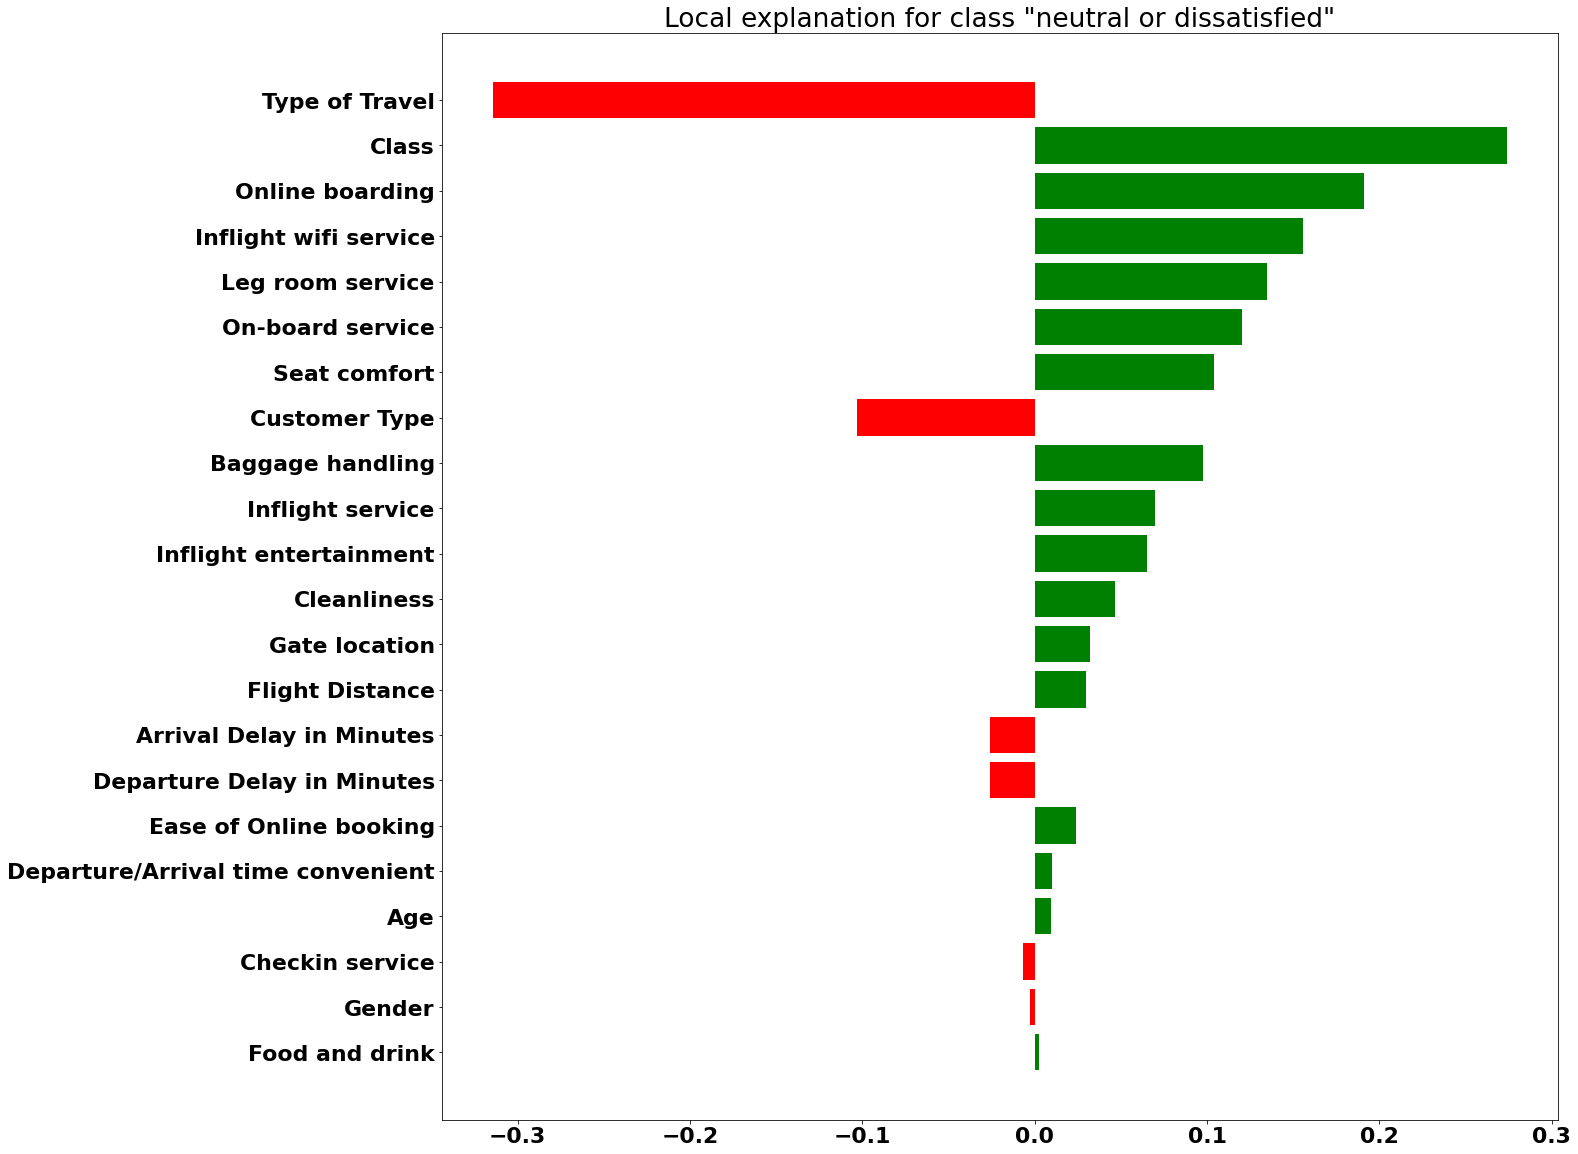 Local explanation for class "neutral or dissatisfied"
Type of Travel
Class
Online boarding
Inflight wifi service
Leg room service
On-board service
Seat comfort
Customer Type
Baggage handling
Inflight service
Inflight entertainment
Cleanliness
Gate location
Flight Distance
Arrival Delay in Minutes
Departure Delay in Minutes
Ease of Online booking
Departure/Arrival time convenient
Age
Checkin service
Gender
Food and drink
−0.3 −0.2 −0.1 0.0 0.1 0.2 0.3